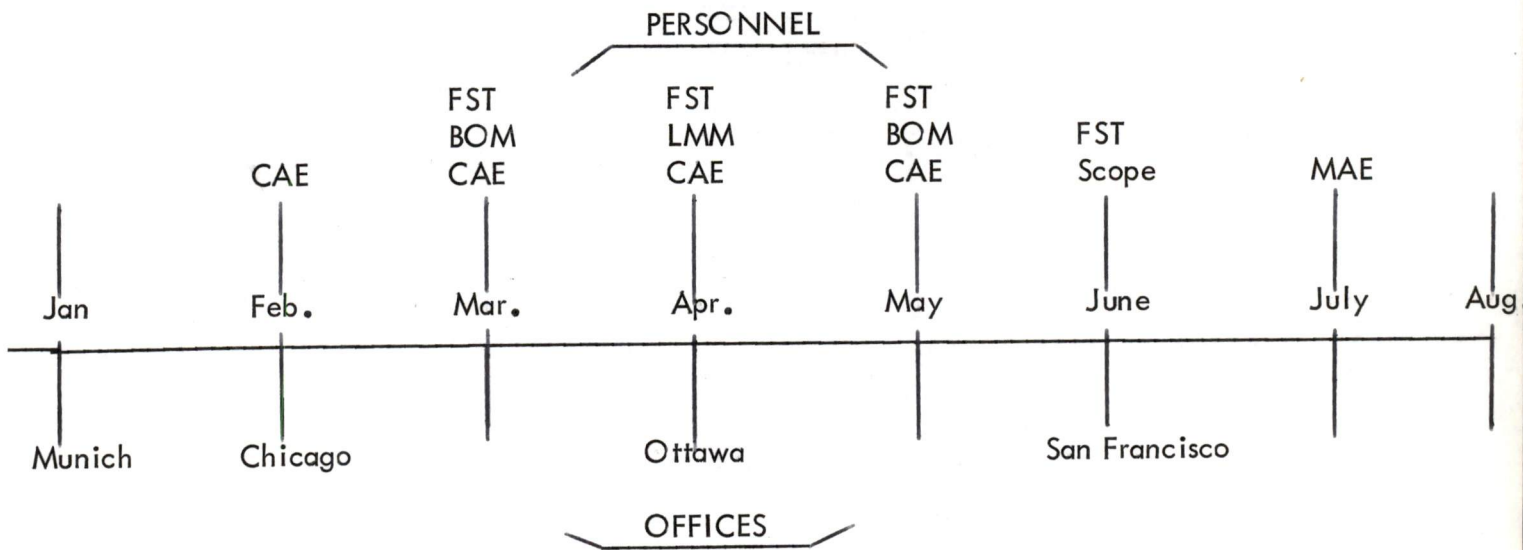 PERSONNEL
FST FST FST
BOM LMM BOM FST
CAE CAE CAE CAE Scope MAE
Jan Feb. Mar. Apr. May June July Aug.
Munich Chicago Ottawa San Francisco
OFFICES